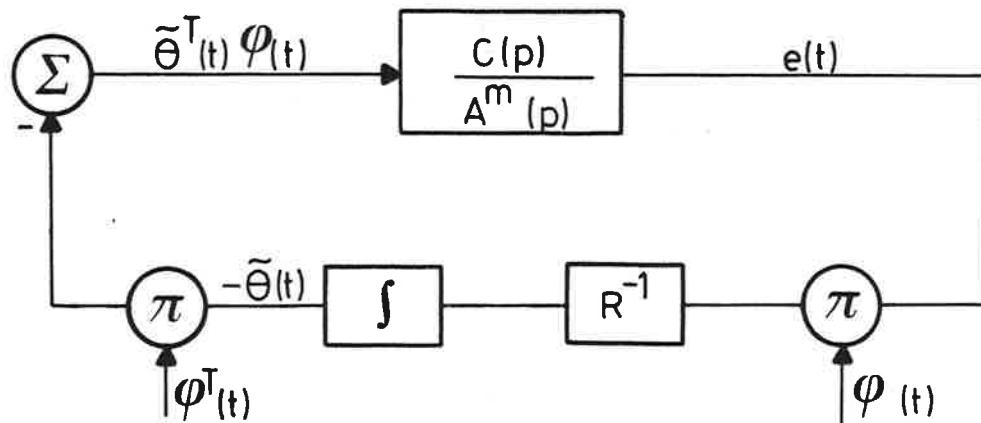 Σ
-
θ̃ᵀ(t) φ(t)
C(p)
Aᵐ(p)
e(t)
π
-θ̃(t)
∫
R⁻¹
π
φᵀ(t)
φ (t)